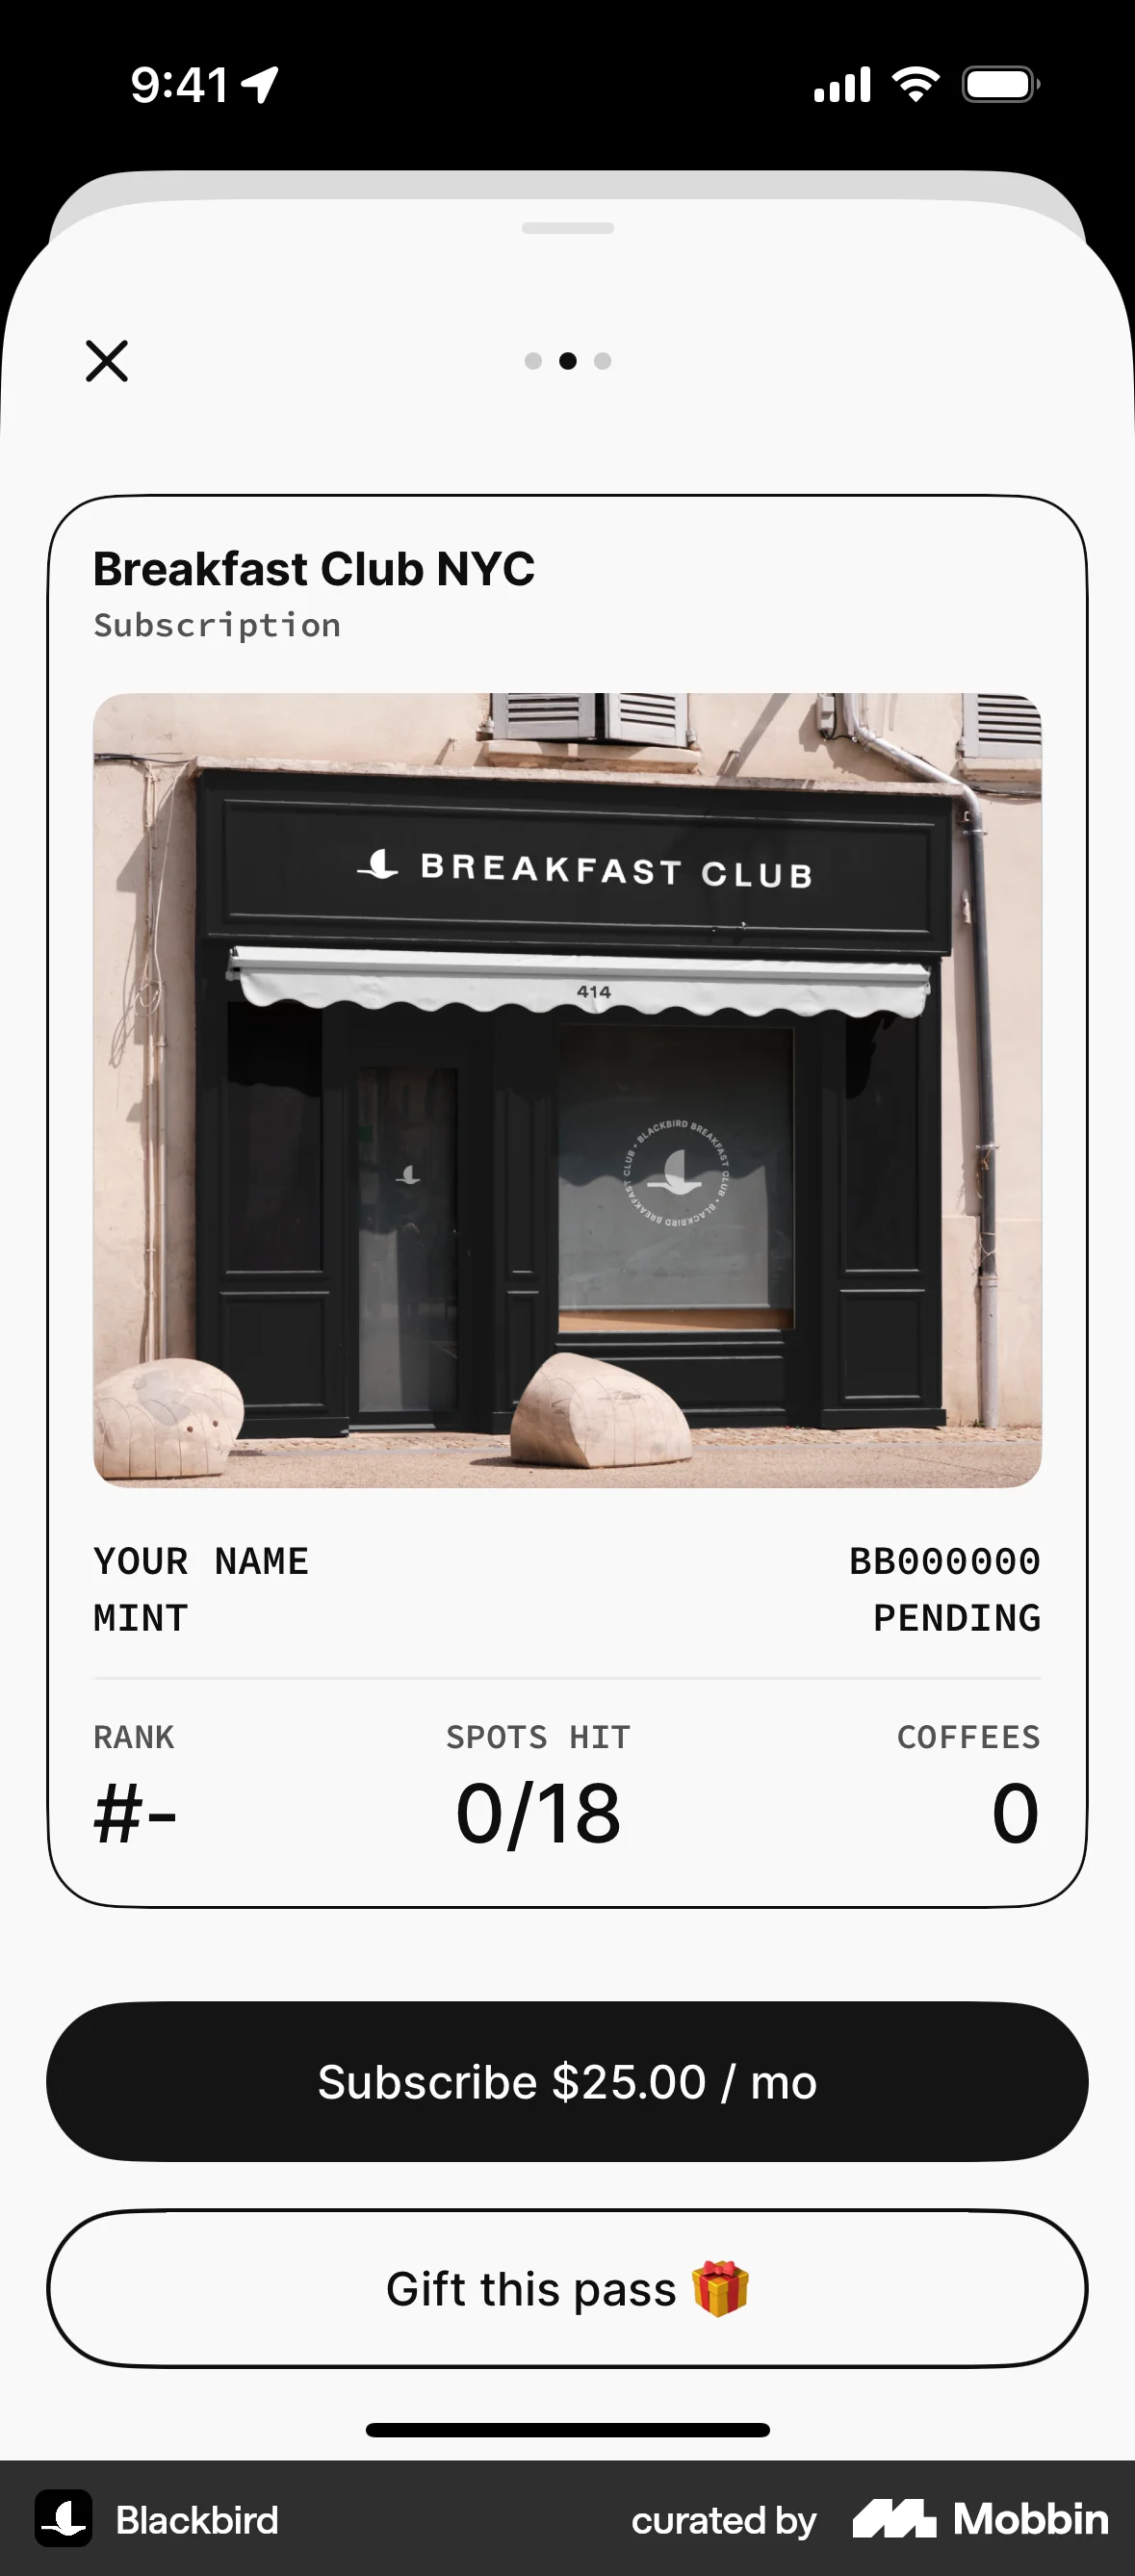 9:41
Breakfast Club NYC
Subscription
BREAKFAST CLUB
414
BLACKBIRD BREAKFAST CLUB • BLACKBIRD BREAKFAST CLUB •
YOUR NAME BB000000
MINT PENDING
RANK SPOTS HIT COFFEES
#- 0/18 0
Subscribe $25.00 / mo
Gift this pass 🎁
Blackbird curated by Mobbin